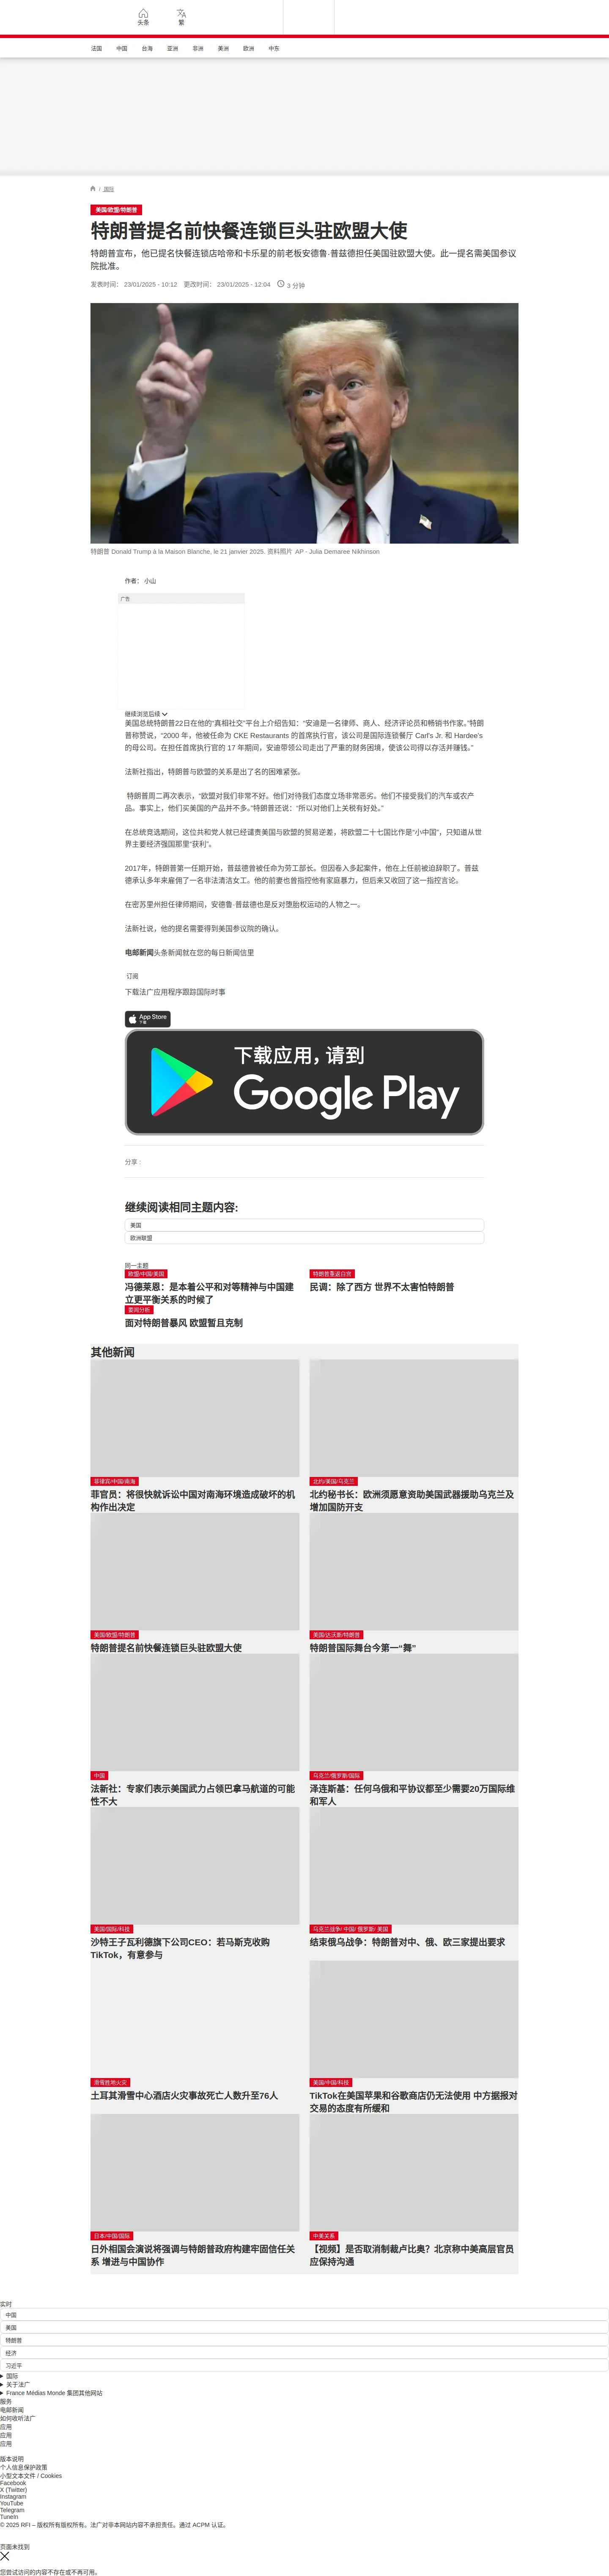 头条
繁
法国 中国 台海 亚洲 非洲 美洲 欧洲 中东
/ 国际
美国/欧盟/特朗普
特朗普提名前快餐连锁巨头驻欧盟大使
特朗普宣布，他已提名快餐连锁店哈帝和卡乐星的前老板安德鲁·普兹德担任美国驻欧盟大使。此一提名需美国参议
院批准。
发表时间： 23/01/2025 - 10:12 更改时间： 23/01/2025 - 12:04 3 分钟
特朗普 Donald Trump à la Maison Blanche, le 21 janvier 2025. 资料照片 AP - Julia Demaree Nikhinson
作者： 小山
广告
继续浏览后续
美国总统特朗普22日在他的“真相社交”平台上介绍告知：“安迪是一名律师、商人、经济评论员和畅销书作家。”特朗
普称赞说，“2000 年，他被任命为 CKE Restaurants 的首席执行官，该公司是国际连锁餐厅 Carl's Jr. 和 Hardee's
的母公司。在担任首席执行官的 17 年期间，安迪带领公司走出了严重的财务困境，使该公司得以存活并赚钱。”
法新社指出，特朗普与欧盟的关系是出了名的困难紧张。
特朗普周二再次表示，“欧盟对我们非常不好。他们对待我们态度立场非常恶劣。他们不接受我们的汽车或农产
品。事实上，他们买美国的产品并不多。”特朗普还说：“所以对他们上关税有好处。”
在总统竞选期间，这位共和党人就已经谴责美国与欧盟的贸易逆差，将欧盟二十七国比作是“小中国”，只知道从世
界主要经济强国那里“获利”。
2017年，特朗普第一任期开始，普兹德曾被任命为劳工部长。但因卷入多起案件，他在上任前被迫辞职了。普兹
德承认多年来雇佣了一名非法清洁女工。他的前妻也曾指控他有家庭暴力，但后来又收回了这一指控言论。
在密苏里州担任律师期间，安德鲁·普兹德也是反对堕胎权运动的人物之一。
法新社说，他的提名需要得到美国参议院的确认。
电邮新闻头条新闻就在您的每日新闻信里
订阅
下载法广应用程序跟踪国际时事
App Store
下载
下载应用，请到
Google Play
分享 :
继续阅读相同主题内容:
美国
欧洲联盟
同一主题
欧盟/中国/美国
冯德莱恩：是本着公平和对等精神与中国建
立更平衡关系的时候了
特朗普重返白宫
民调：除了西方 世界不太害怕特朗普
要闻分析
面对特朗普暴风 欧盟暂且克制
其他新闻
菲律宾/中国/南海
菲官员：将很快就诉讼中国对南海环境造成破坏的机
构作出决定
北约/美国/乌克兰
北约秘书长：欧洲须愿意资助美国武器援助乌克兰及
增加国防开支
美国/欧盟/特朗普
特朗普提名前快餐连锁巨头驻欧盟大使
美国/达沃斯/特朗普
特朗普国际舞台今第一“舞”
中国
法新社：专家们表示美国武力占领巴拿马航道的可能
性不大
乌克兰/俄罗斯/国际
泽连斯基：任何乌俄和平协议都至少需要20万国际维
和军人
美国/国际/科技
沙特王子瓦利德旗下公司CEO：若马斯克收购
TikTok，有意参与
乌克兰战争/ 中国/ 俄罗斯/ 美国
结束俄乌战争：特朗普对中、俄、欧三家提出要求
滑雪胜地火灾
土耳其滑雪中心酒店火灾事故死亡人数升至76人
美国/中国/科技
TikTok在美国苹果和谷歌商店仍无法使用 中方据报对
交易的态度有所缓和
日本/中国/国际
日外相国会演说将强调与特朗普政府构建牢固信任关
系 增进与中国协作
中美关系
【视频】是否取消制裁卢比奥？北京称中美高层官员
应保持沟通
实时
中国
美国
特朗普
经济
习近平
国际
关于法广
France Médias Monde 集团其他网站
服务
电邮新闻
如何收听法广
应用
应用
应用
版本说明
个人信息保护政策
小型文本文件 / Cookies
Facebook
X (Twitter)
Instagram
YouTube
Telegram
TuneIn
© 2025 RFI – 版权所有版权所有。法广对非本网站内容不承担责任。通过 ACPM 认证。
页面未找到
您尝试访问的内容不存在或不再可用。